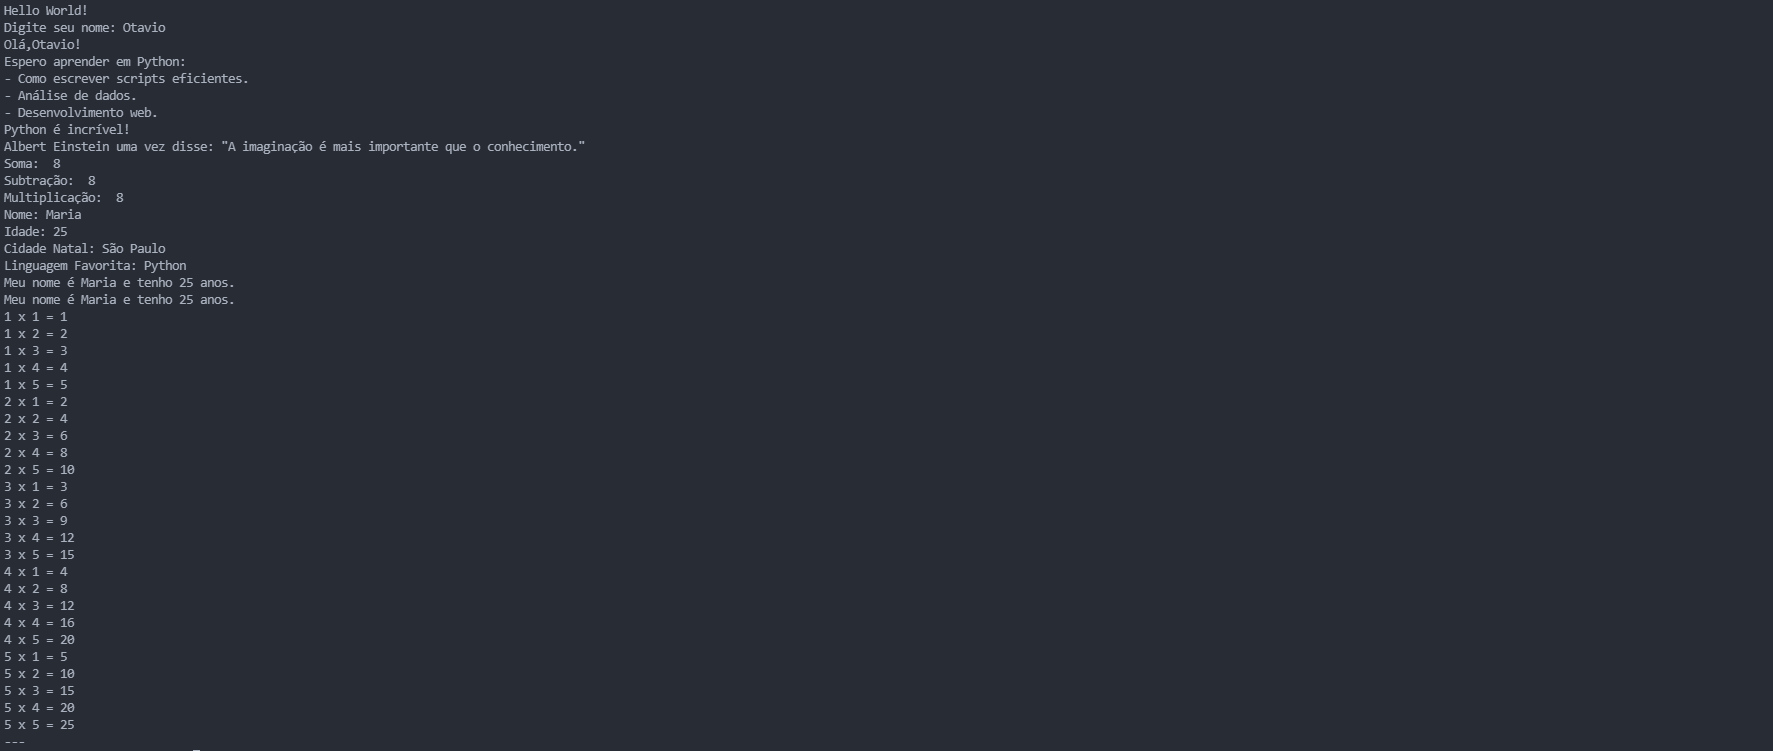 Hello World!
Digite seu nome: Otavio
Olá,Otavio!
Espero aprender em Python:
- Como escrever scripts eficientes.
- Análise de dados.
- Desenvolvimento web.
Python é incrível!
Albert Einstein uma vez disse: "A imaginação é mais importante que o conhecimento."
Soma:  8
Subtração:  8
Multiplicação:  8
Nome: Maria
Idade: 25
Cidade Natal: São Paulo
Linguagem Favorita: Python
Meu nome é Maria e tenho 25 anos.
Meu nome é Maria e tenho 25 anos.
1 x 1 = 1
1 x 2 = 2
1 x 3 = 3
1 x 4 = 4
1 x 5 = 5
2 x 1 = 2
2 x 2 = 4
2 x 3 = 6
2 x 4 = 8
2 x 5 = 10
3 x 1 = 3
3 x 2 = 6
3 x 3 = 9
3 x 4 = 12
3 x 5 = 15
4 x 1 = 4
4 x 2 = 8
4 x 3 = 12
4 x 4 = 16
4 x 5 = 20
5 x 1 = 5
5 x 2 = 10
5 x 3 = 15
5 x 4 = 20
5 x 5 = 25
---